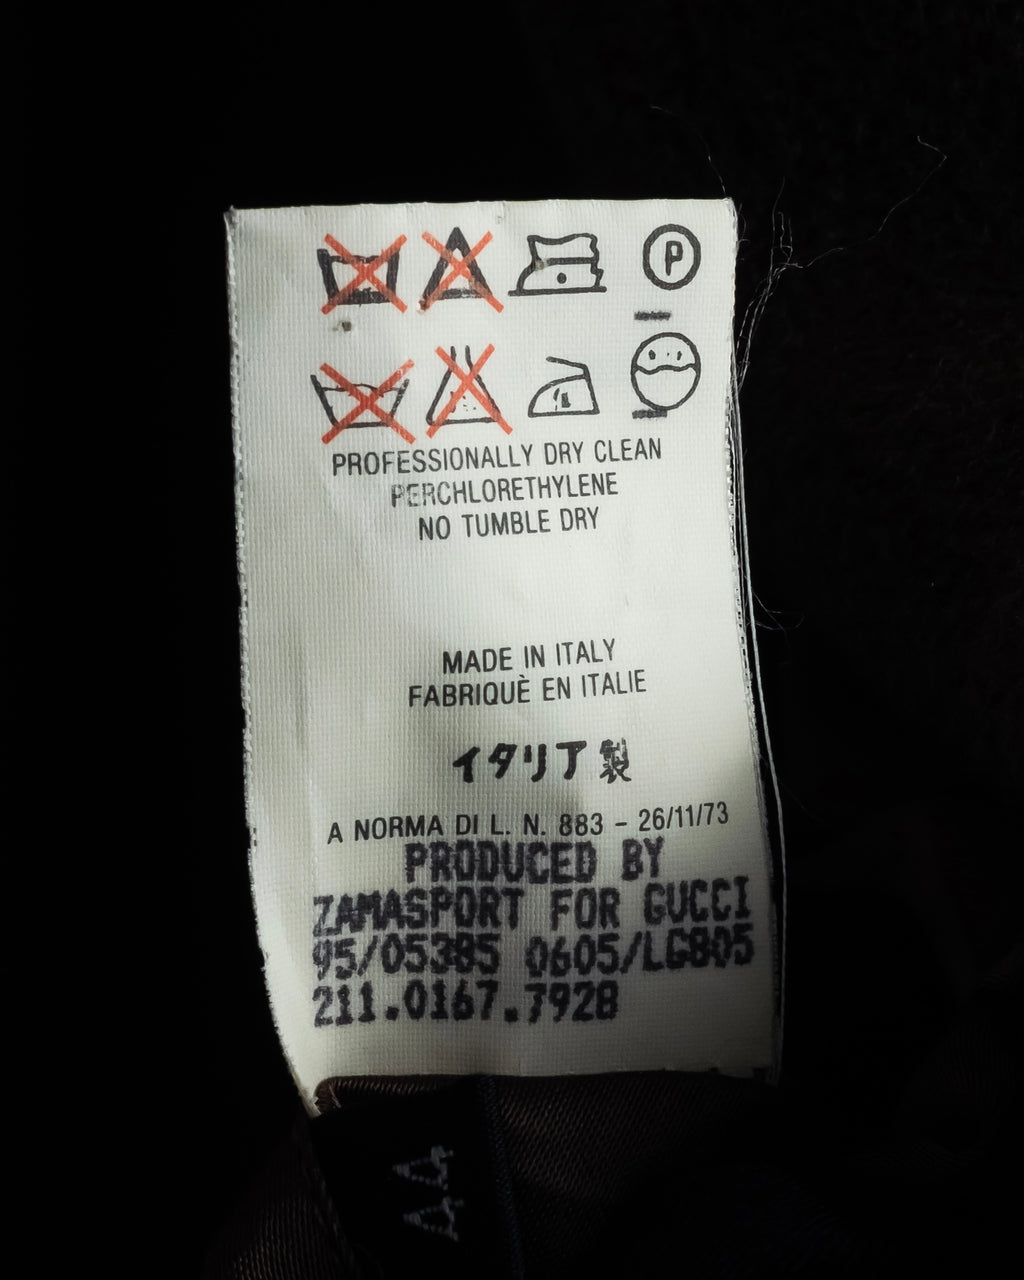 P
PROFESSIONALLY DRY CLEAN
PERCHLORETHYLENE
NO TUMBLE DRY
MADE IN ITALY
FABRIQUÈ EN ITALIE
イタリア製
A NORMA DI L. N. 883 - 26/11/73
PRODUCED BY
ZAMASPORT FOR GUCCI
95/05385 0605/LG805
211.0167.7928
44